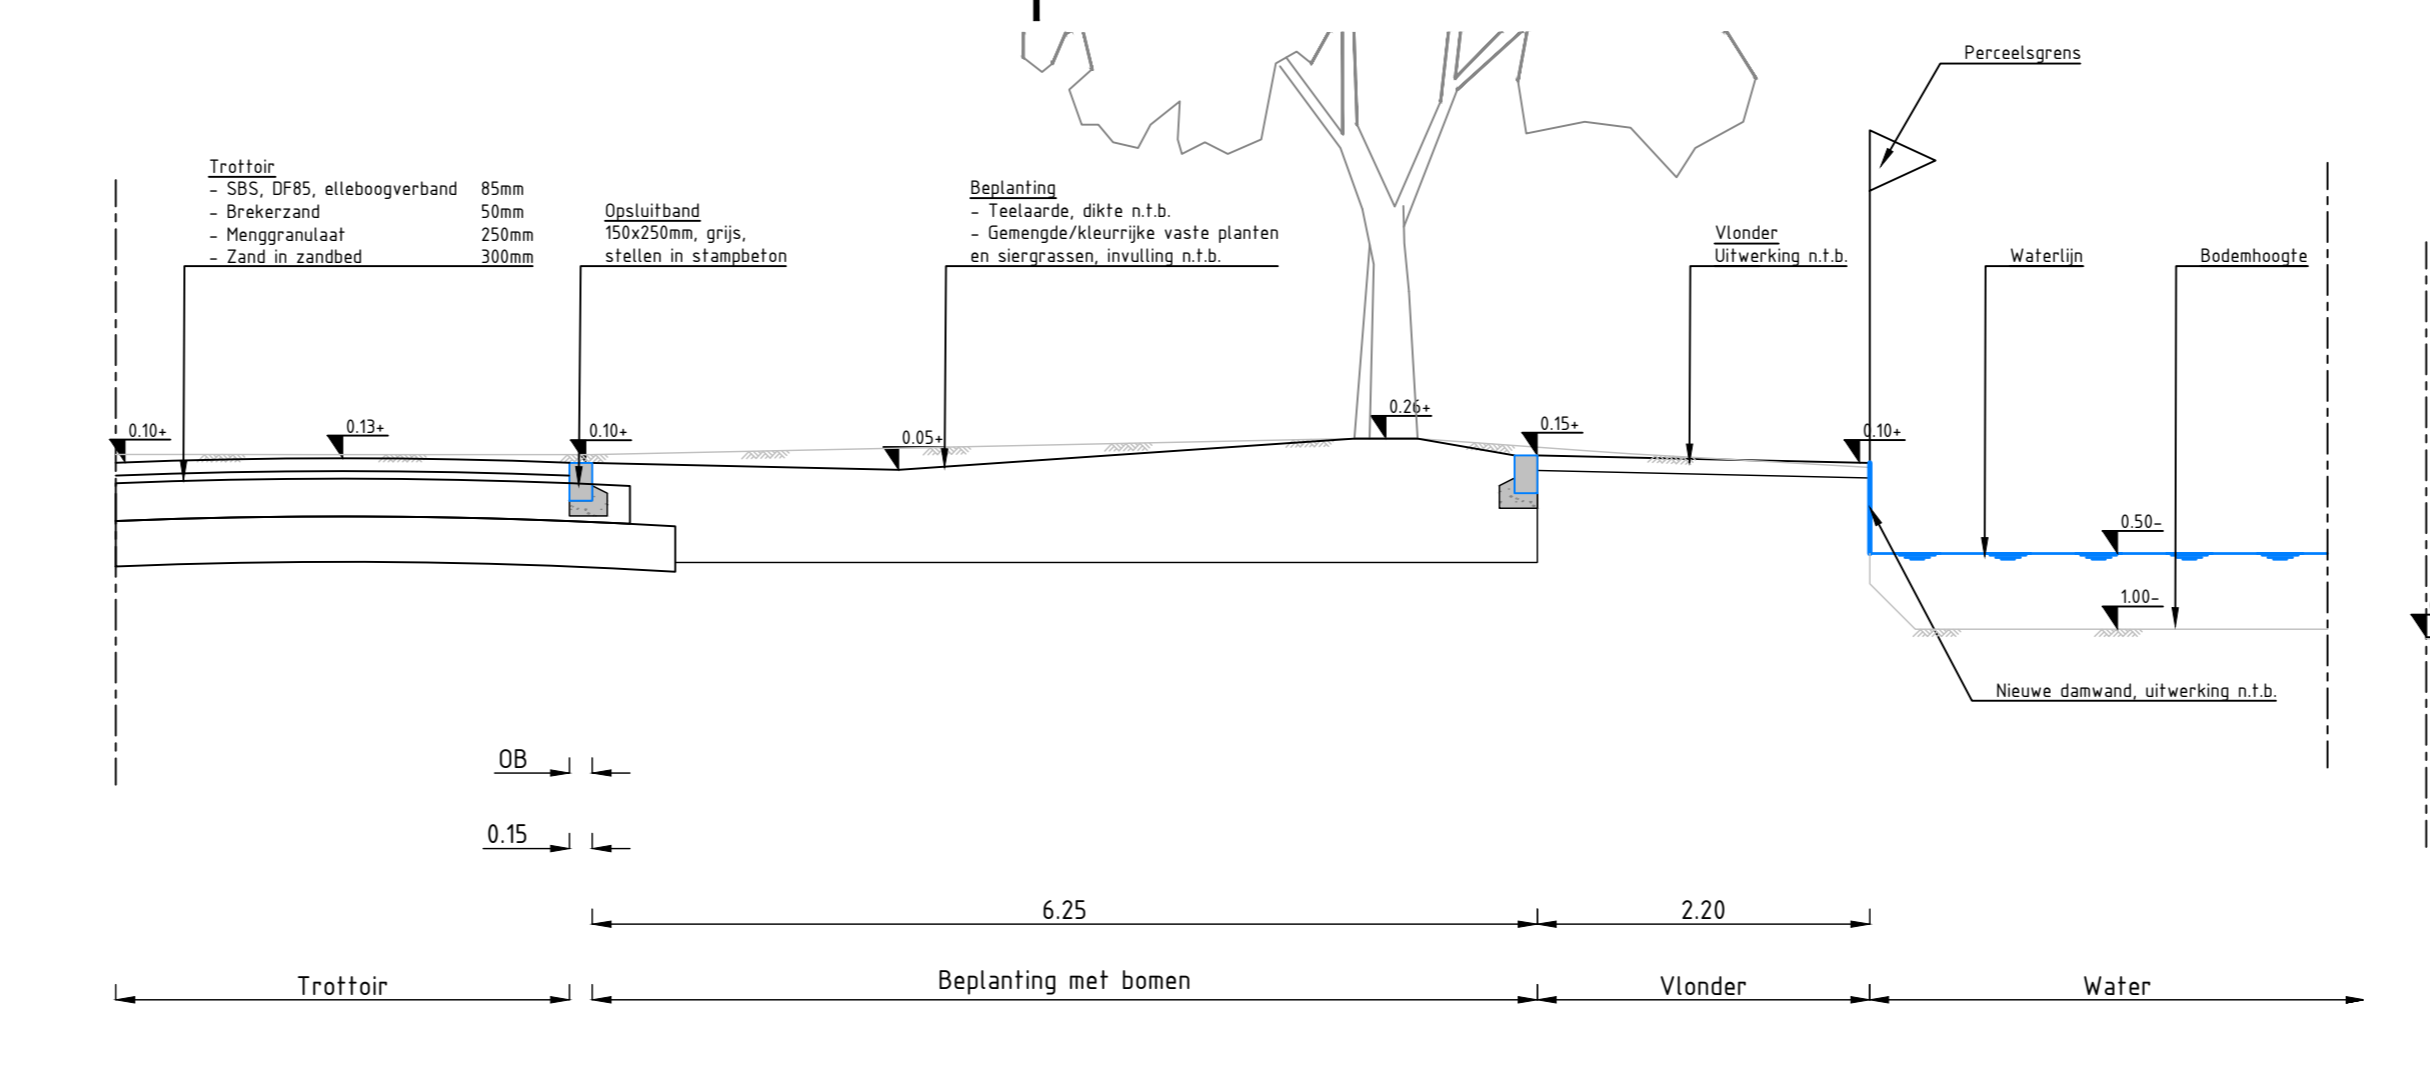 Perceelsgrens
Trottoir
- SBS, DF85, elleboogverband 85mm
- Brekerzand 50mm
- Menggranulaat 250mm
- Zand in zandbed 300mm
Opsluitband
150x250mm, grijs,
stellen in stampbeton
Beplanting
- Teelaarde, dikte n.t.b.
- Gemengde/kleurrijke vaste planten
en siergrassen, invulling n.t.b.
Vlonder
Uitwerking n.t.b.
Waterlijn
Bodemhoogte
0.10+
0.13+
0.10+
0.05+
0.26+
0.15+
0.10+
0.50-
1.00-
Nieuwe damwand, uitwerking n.t.b.
OB
0.15
6.25
2.20
Trottoir
Beplanting met bomen
Vlonder
Water